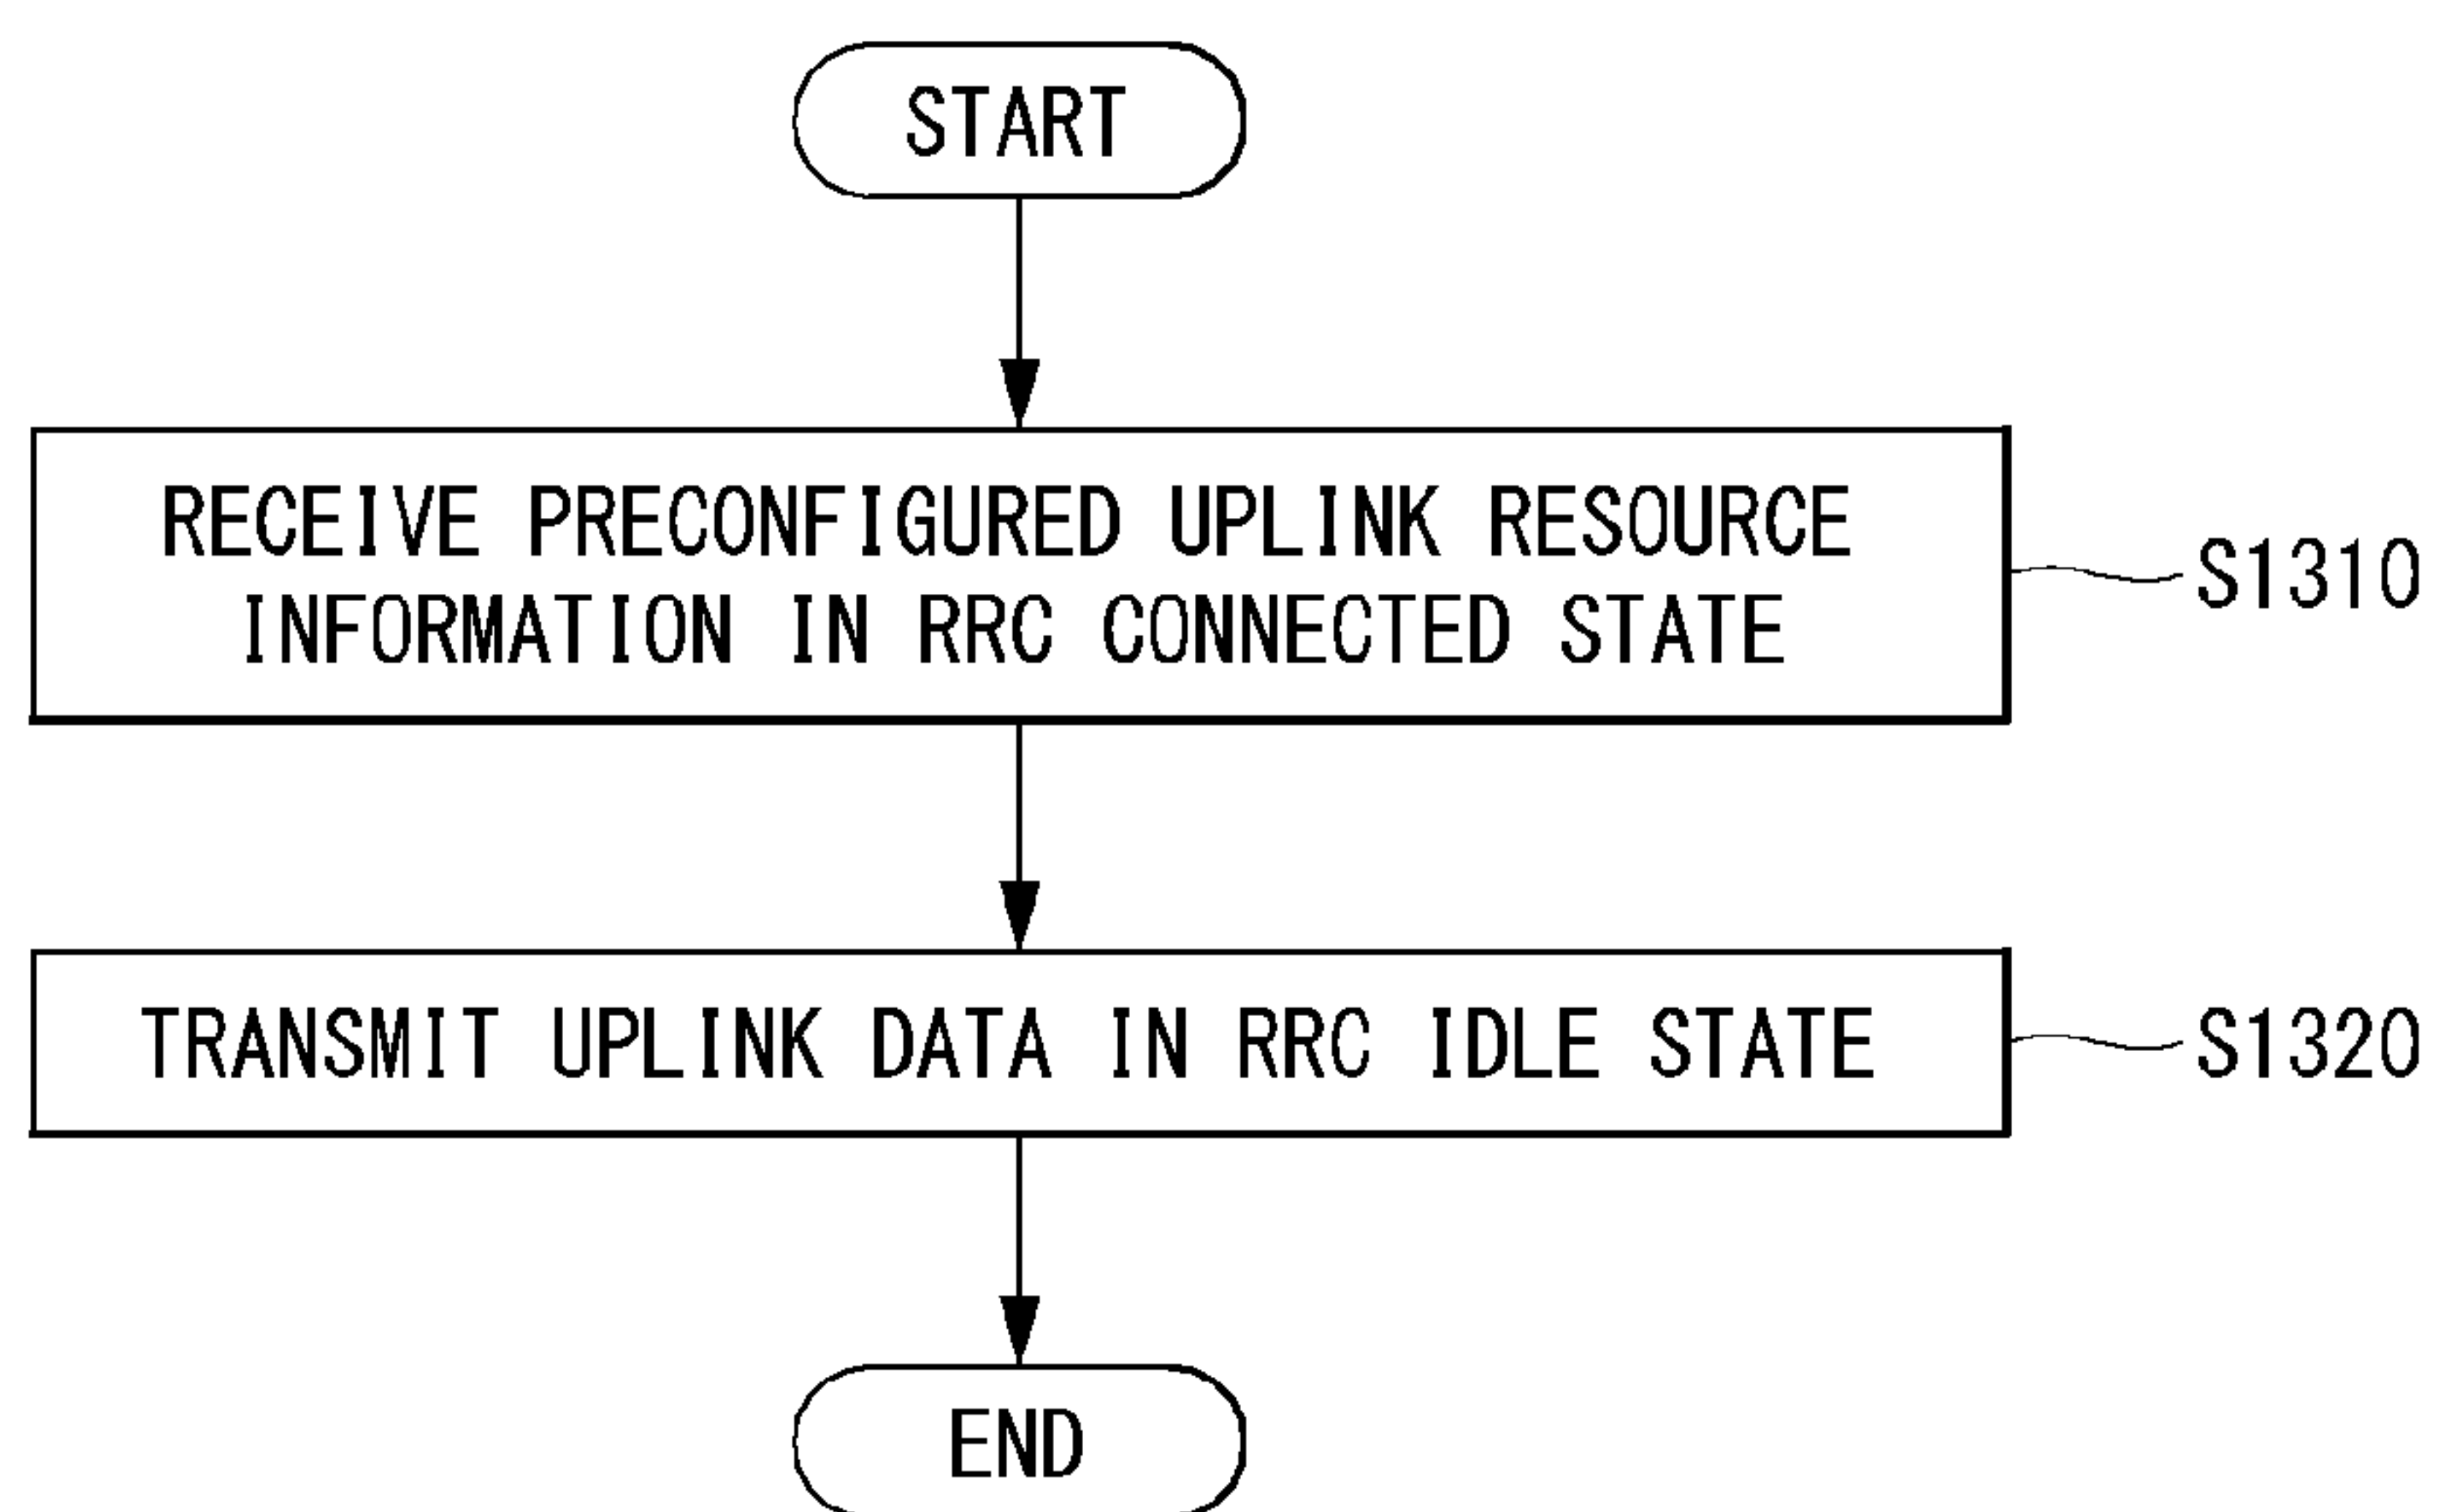 START
RECEIVE PRECONFIGURED UPLINK RESOURCE
INFORMATION IN RRC CONNECTED STATE
S1310
TRANSMIT UPLINK DATA IN RRC IDLE STATE
S1320
END